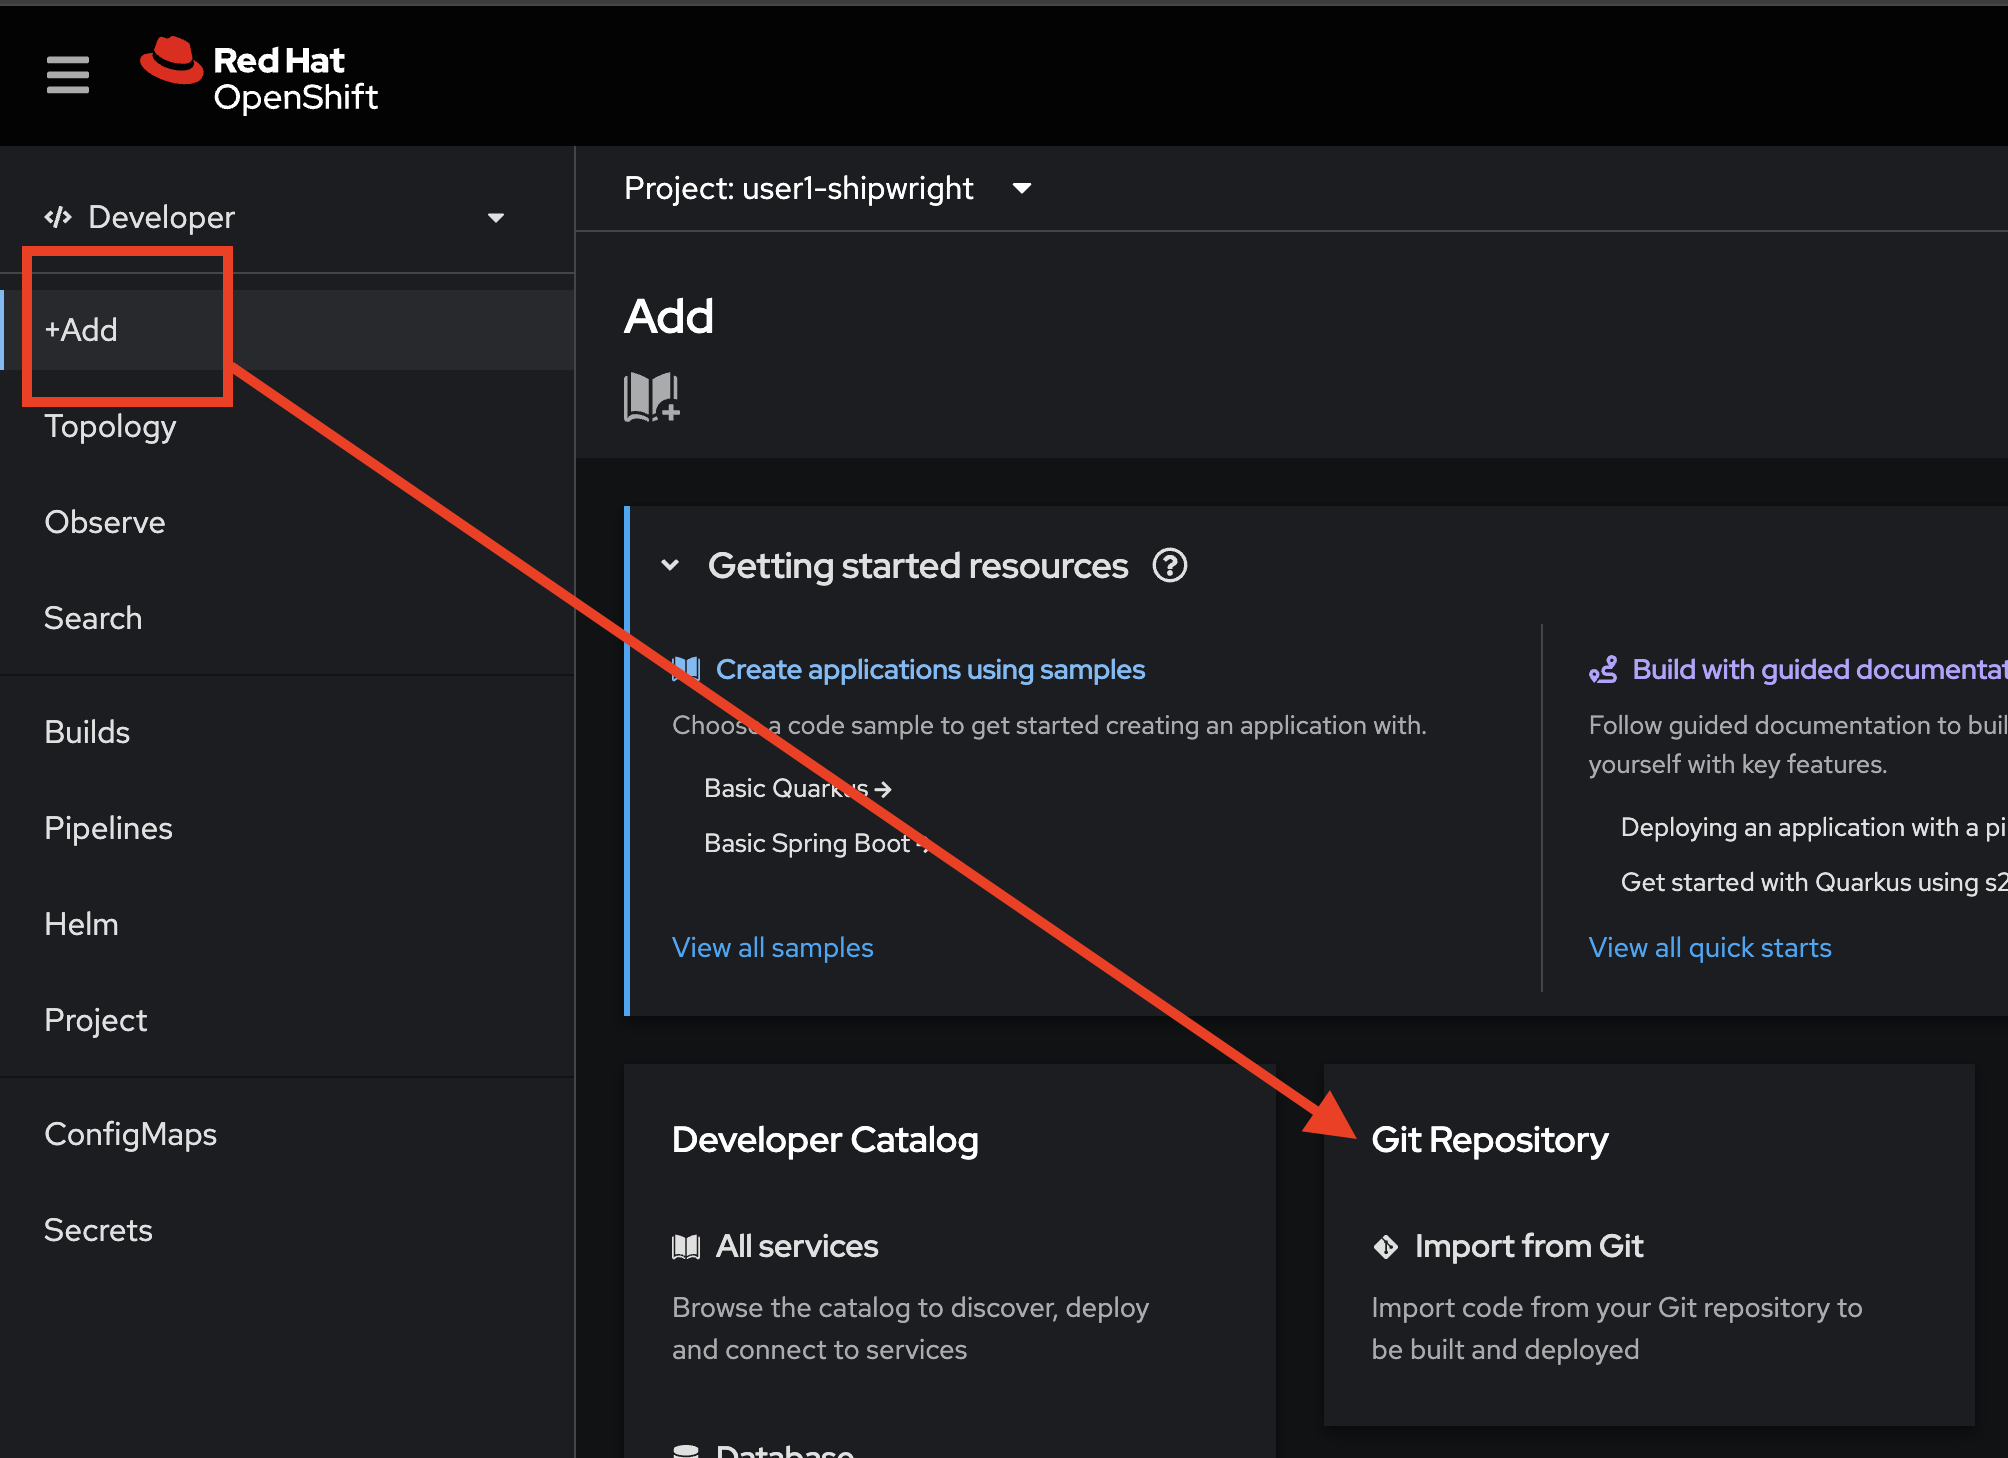 Red Hat
OpenShift
Developer
+Add
Topology
Observe
Search
Builds
Pipelines
Helm
Project
ConfigMaps
Secrets
Project: user1-shipwright
Add
Getting started resources
Create applications using samples
Choose a code sample to get started creating an application with.
Basic Quarkus
Basic Spring Boot
View all samples
Build with guided documentat
Follow guided documentation to buil
yourself with key features.
Deploying an application with a pi
Get started with Quarkus using s2
View all quick starts
Developer Catalog
All services
Browse the catalog to discover, deploy
and connect to services
Database
Git Repository
Import from Git
Import code from your Git repository to
be built and deployed